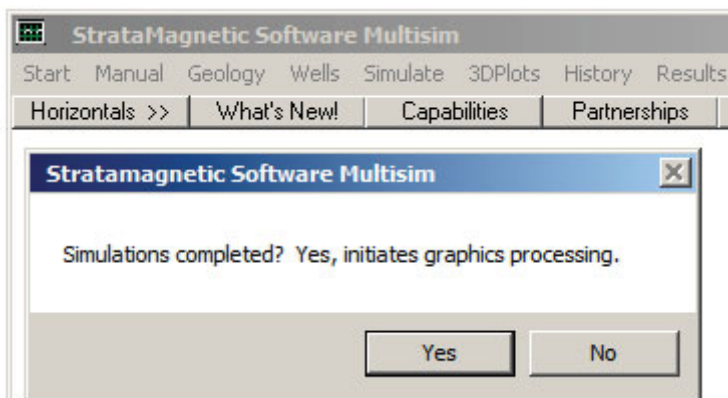 StrataMagnetic Software Multisim
Start Manual Geology Wells Simulate 3DPlots History Results
Horizontals >> What's New! Capabilities Partnerships
Stratamagnetic Software Multisim
Simulations completed? Yes, initiates graphics processing.
Yes No